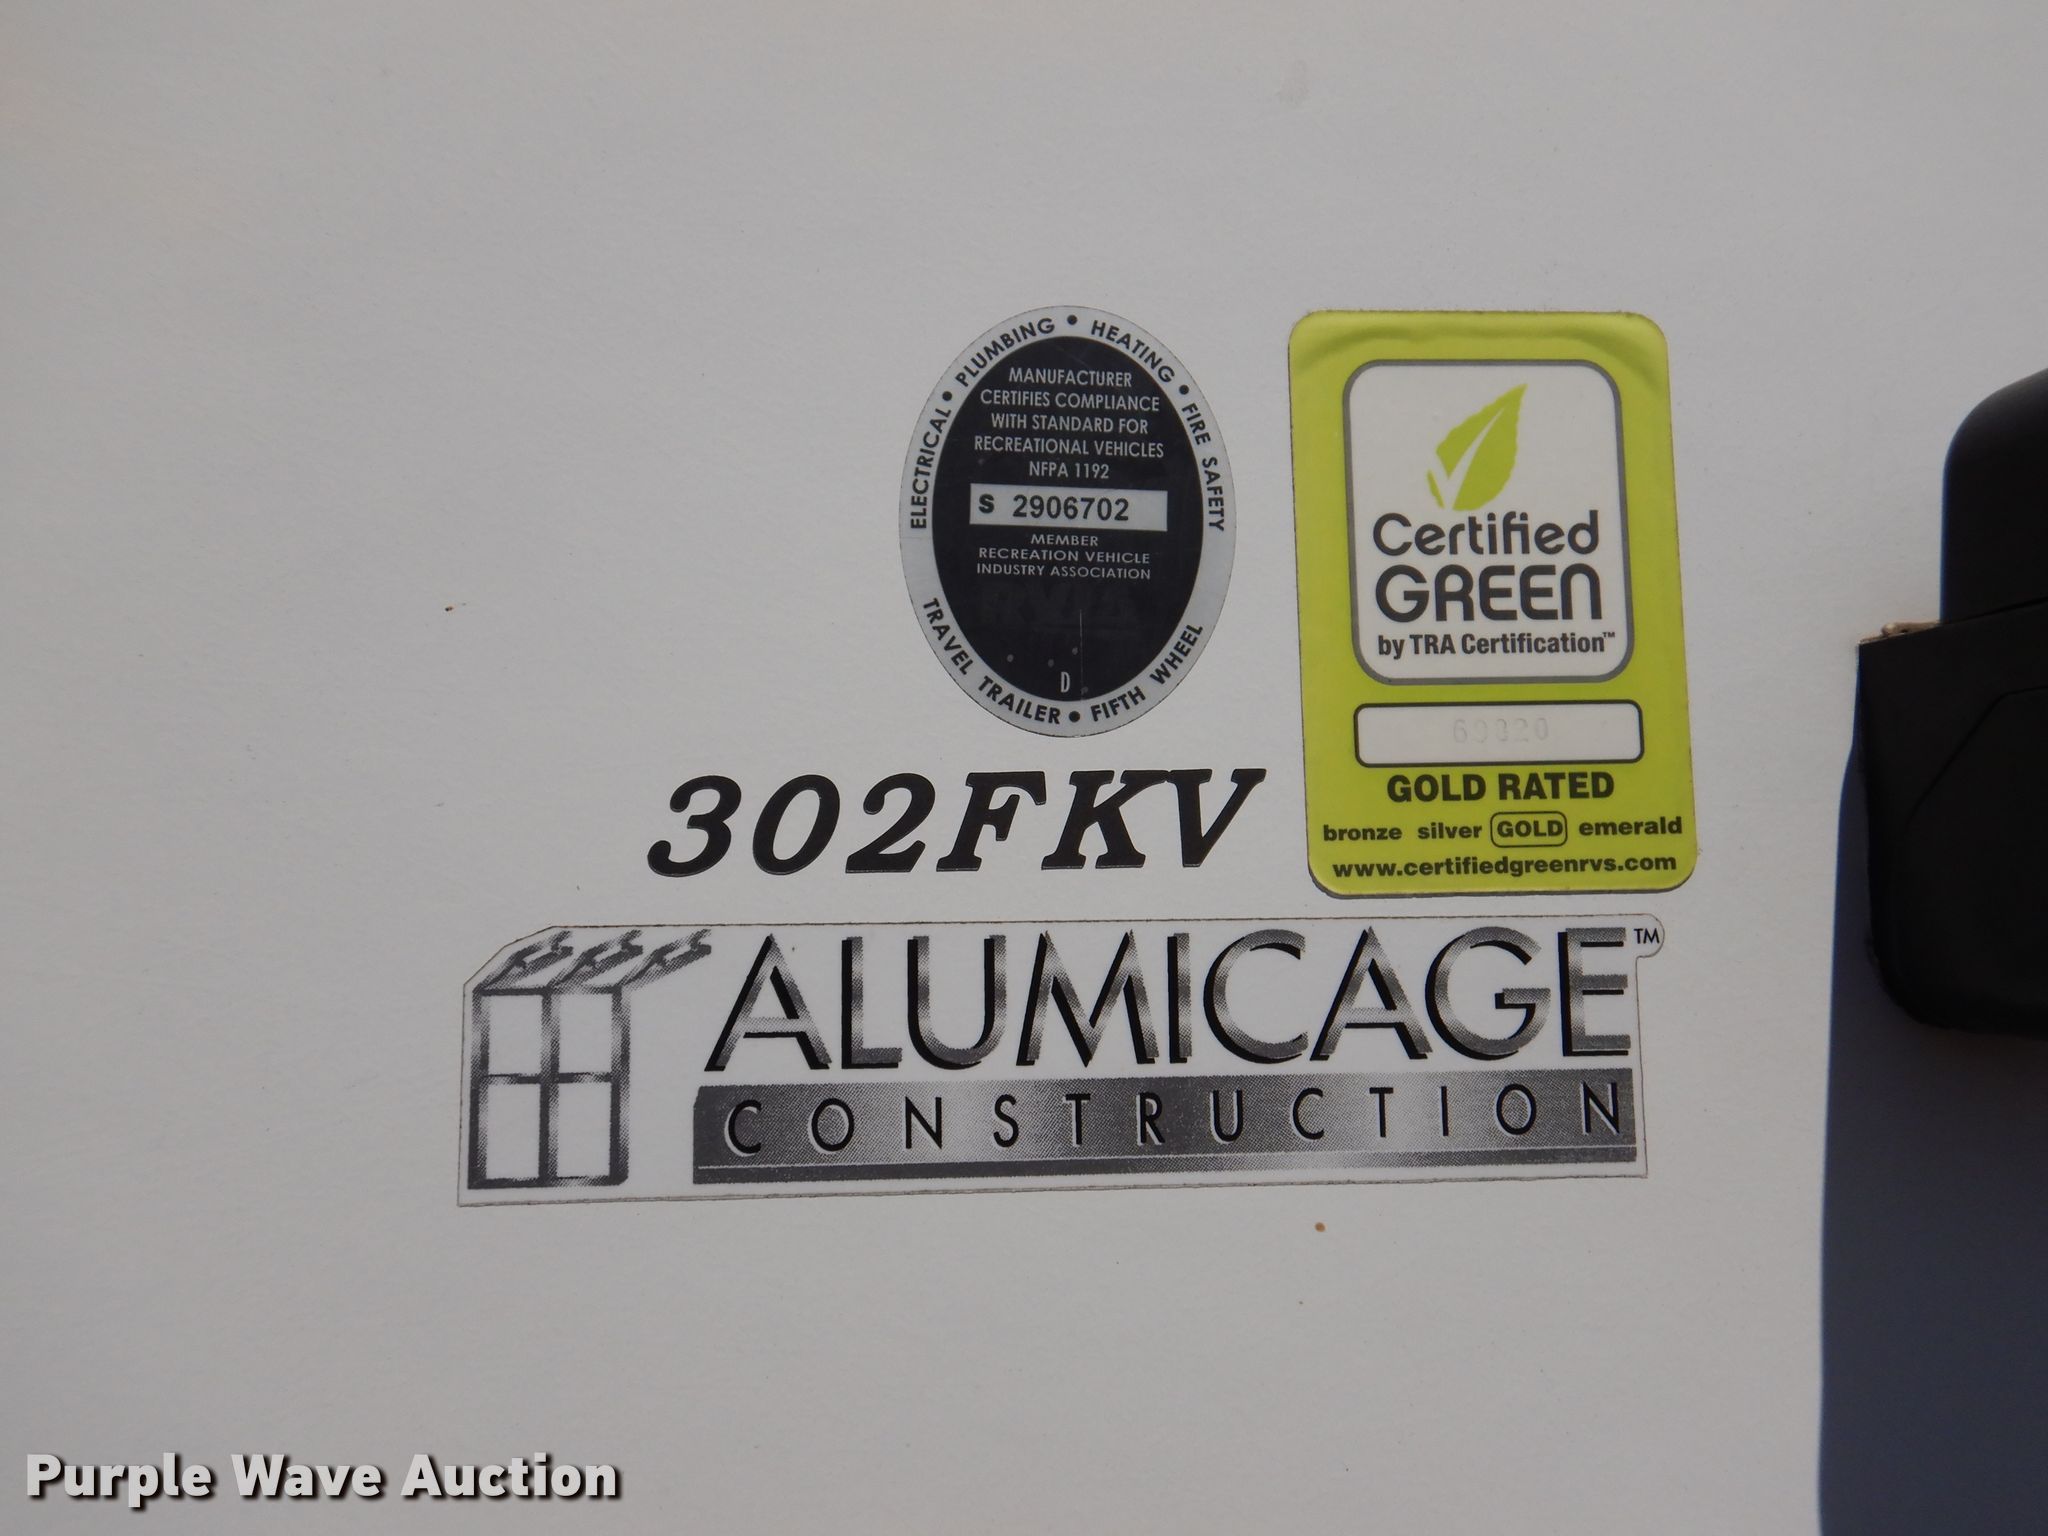 ELECTRICAL • PLUMBING • HEATING • FIRE SAFETY
MANUFACTURER
CERTIFIES COMPLIANCE
WITH STANDARD FOR
RECREATIONAL VEHICLES
NFPA 1192
S 2906702
MEMBER
RECREATION VEHICLE
INDUSTRY ASSOCIATION
D
TRAVEL TRAILER • FIFTH WHEEL
Certified
GREEN
by TRA Certification™
GOLD RATED
bronze silver GOLD emerald
www.certifiedgreenrvs.com
302FKV
ALUMICAGE™
CONSTRUCTION
Purple Wave Auction